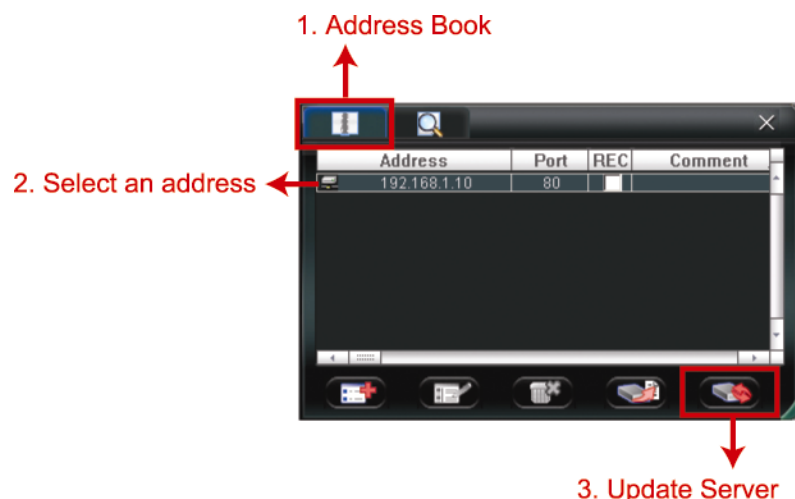 1. Address Book
Address Port REC Comment
2. Select an address
192.168.1.10 80
3. Update Server